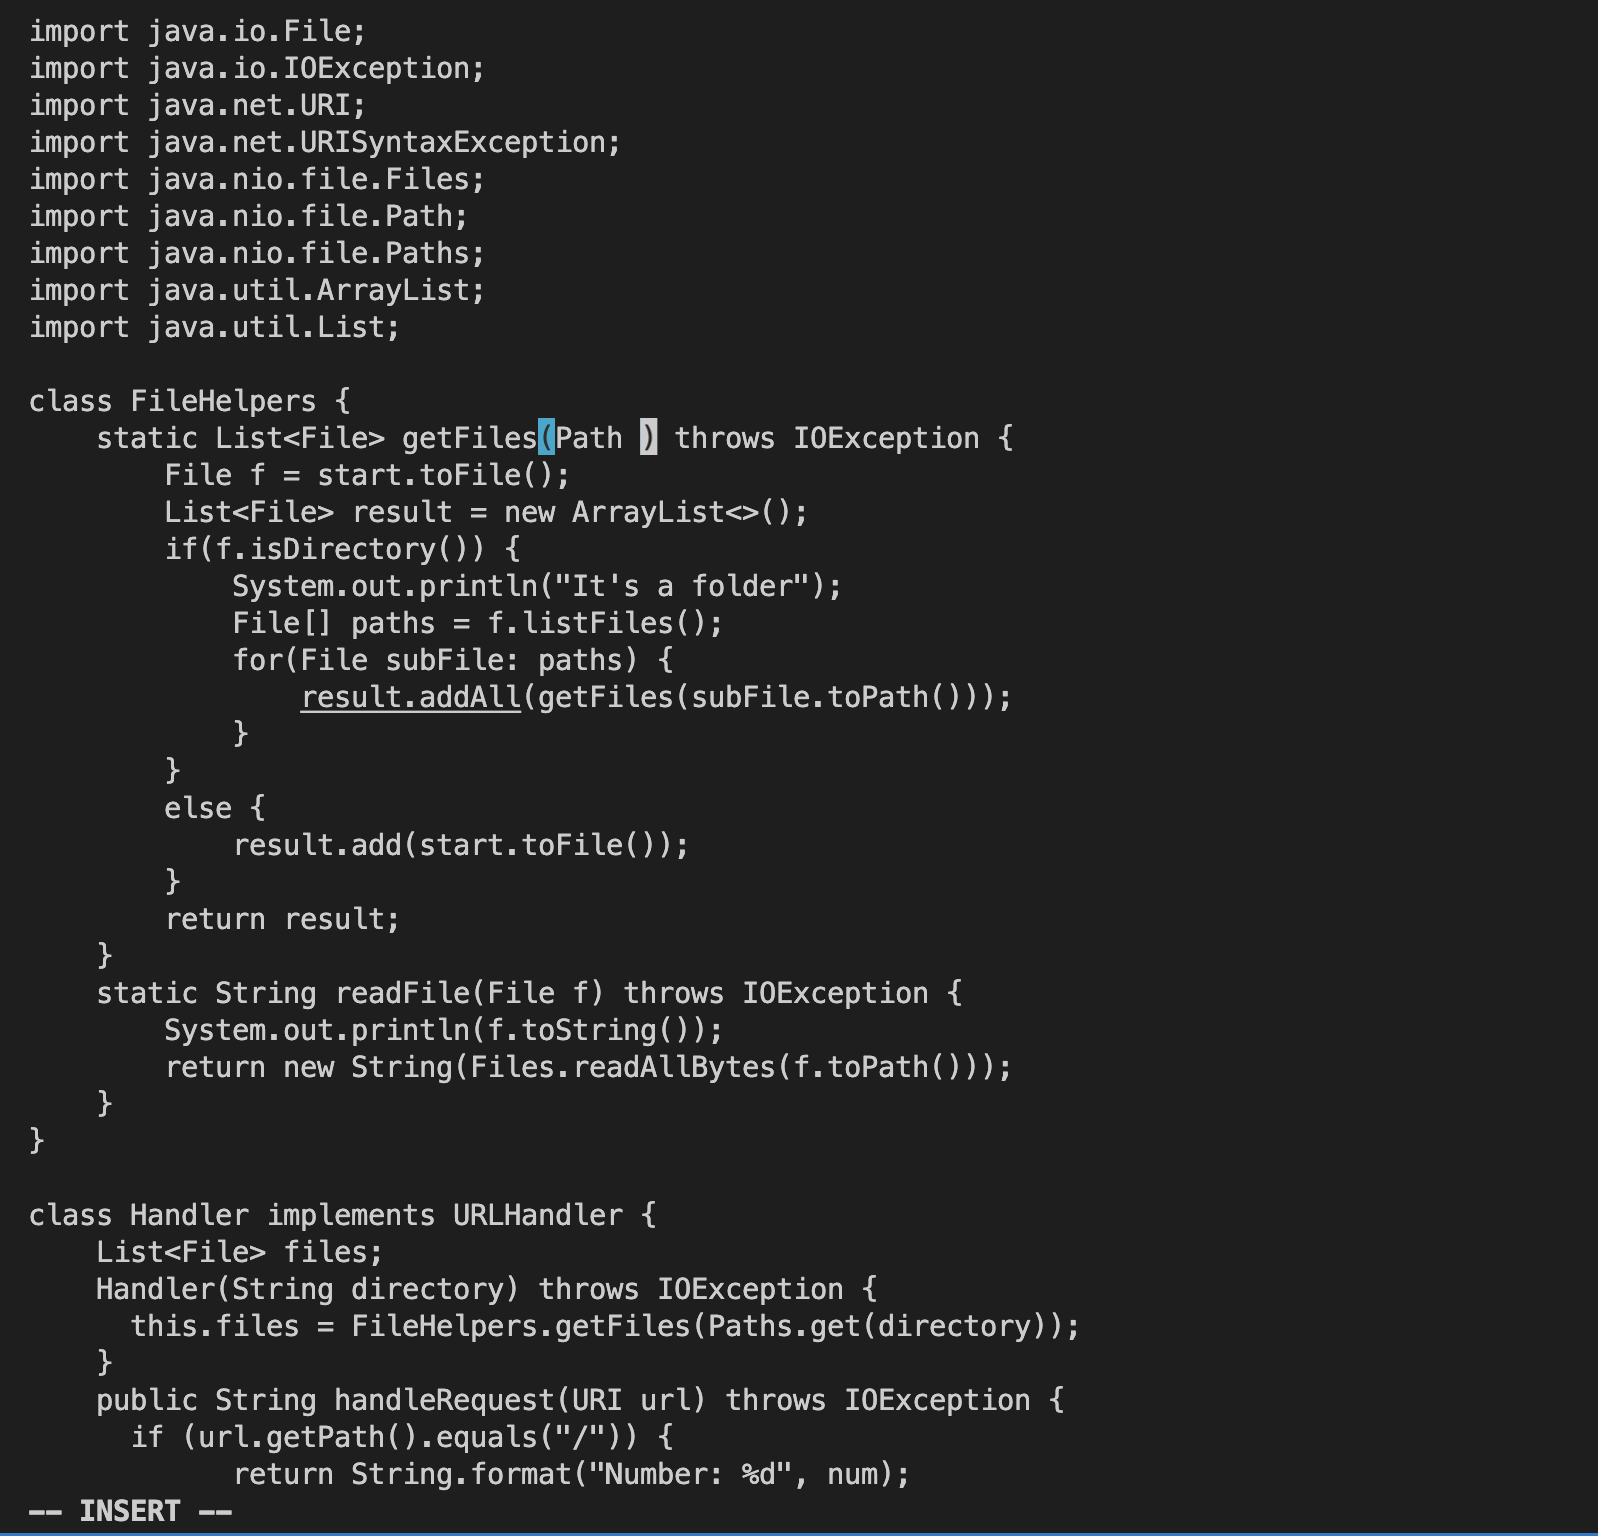 import java.io.File;
import java.io.IOException;
import java.net.URI;
import java.net.URISyntaxException;
import java.nio.file.Files;
import java.nio.file.Path;
import java.nio.file.Paths;
import java.util.ArrayList;
import java.util.List;

class FileHelpers {
    static List<File> getFiles(Path ) throws IOException {
        File f = start.toFile();
        List<File> result = new ArrayList<>();
        if(f.isDirectory()) {
            System.out.println("It's a folder");
            File[] paths = f.listFiles();
            for(File subFile: paths) {
                result.addAll(getFiles(subFile.toPath()));
            }
        }
        else {
            result.add(start.toFile());
        }
        return result;
    }
    static String readFile(File f) throws IOException {
        System.out.println(f.toString());
        return new String(Files.readAllBytes(f.toPath()));
    }
}

class Handler implements URLHandler {
    List<File> files;
    Handler(String directory) throws IOException {
      this.files = FileHelpers.getFiles(Paths.get(directory));
    }
    public String handleRequest(URI url) throws IOException {
      if (url.getPath().equals("/")) {
            return String.format("Number: %d", num);
-- INSERT --